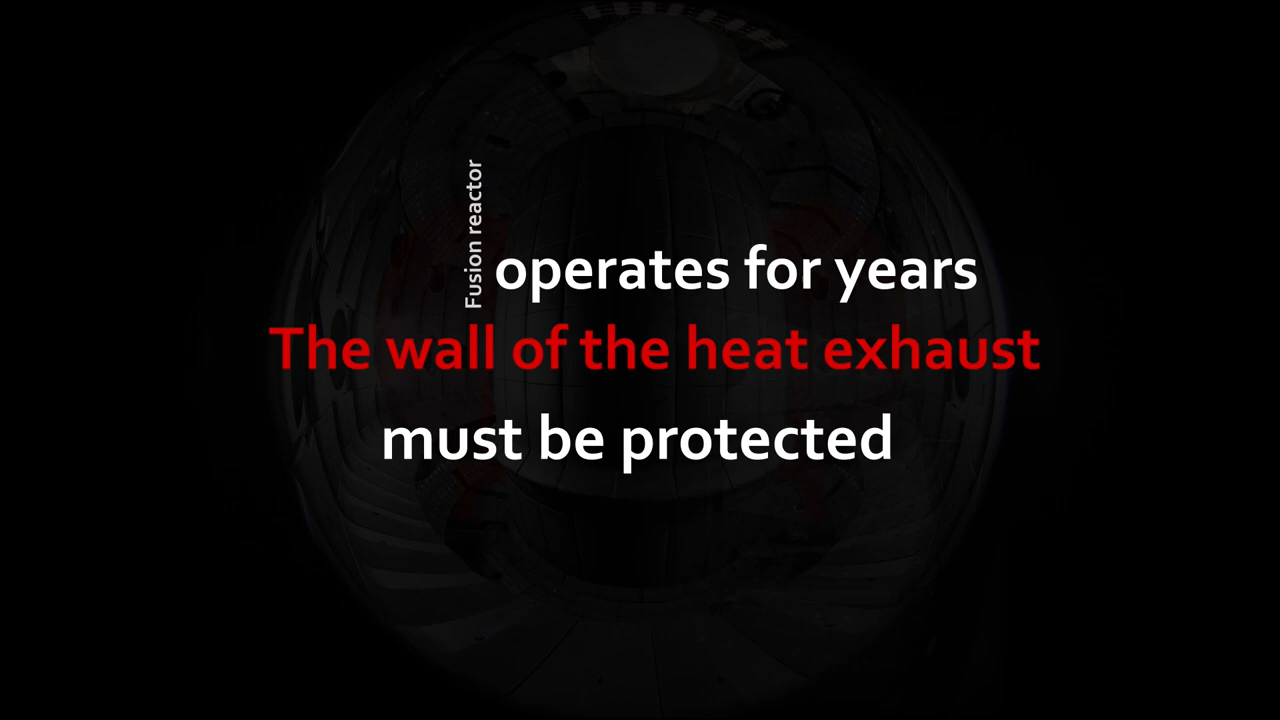 Fusion reactor
operates for years
The wall of the heat exhaust
must be protected